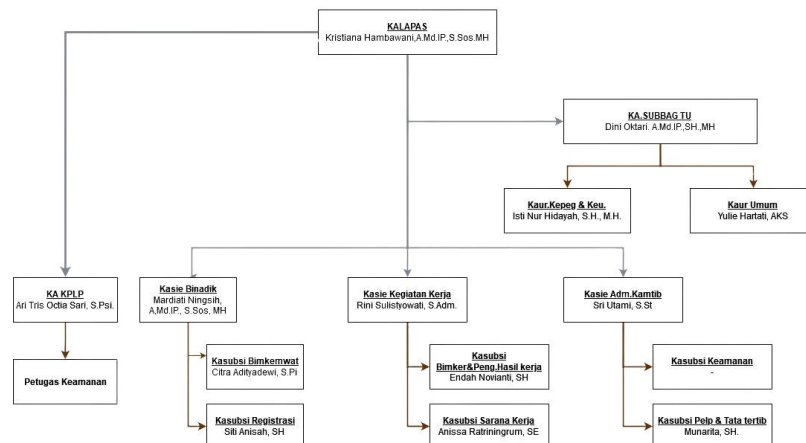 KALAPAS
Kristiana Hambawani,A.Md.IP.,S.Sos.MH
KA.SUBBAG TU
Dini Oktari. A.Md.IP.,SH.,MH
Kaur.Kepeg & Keu.
Isti Nur Hidayah, S.H., M.H.
Kaur Umum
Yulie Hartati, AKS
KA KPLP
Ari Tris Octia Sari, S.Psi.
Kasie Binadik
Mardiati Ningsih,
A,Md.IP., S.Sos, MH
Kasie Kegiatan Kerja
Rini Sulistyowati, S.Adm.
Kasie Adm.Kamtib
Sri Utami, S.St
Petugas Keamanan
Kasubsi Bimkemwat
Citra Adityadewi, S.Pi
Kasubsi
Bimker&Peng.Hasil kerja
Endah Novianti, SH
Kasubsi Keamanan
-
Kasubsi Registrasi
Siti Anisah, SH
Kasubsi Sarana Kerja
Anissa Ratriningrum, SE
Kasubsi Pelp & Tata tertib
Munarita, SH.